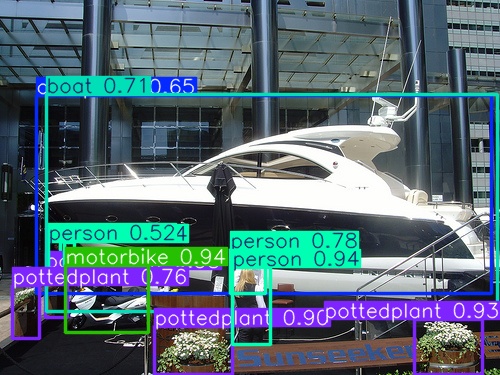 boat 0.71
0.65
person 0.524
person 0.78
motorbike 0.94
person 0.94
pottedplant 0.76
pottedplant 0.90
pottedplant 0.93
Sunseeker